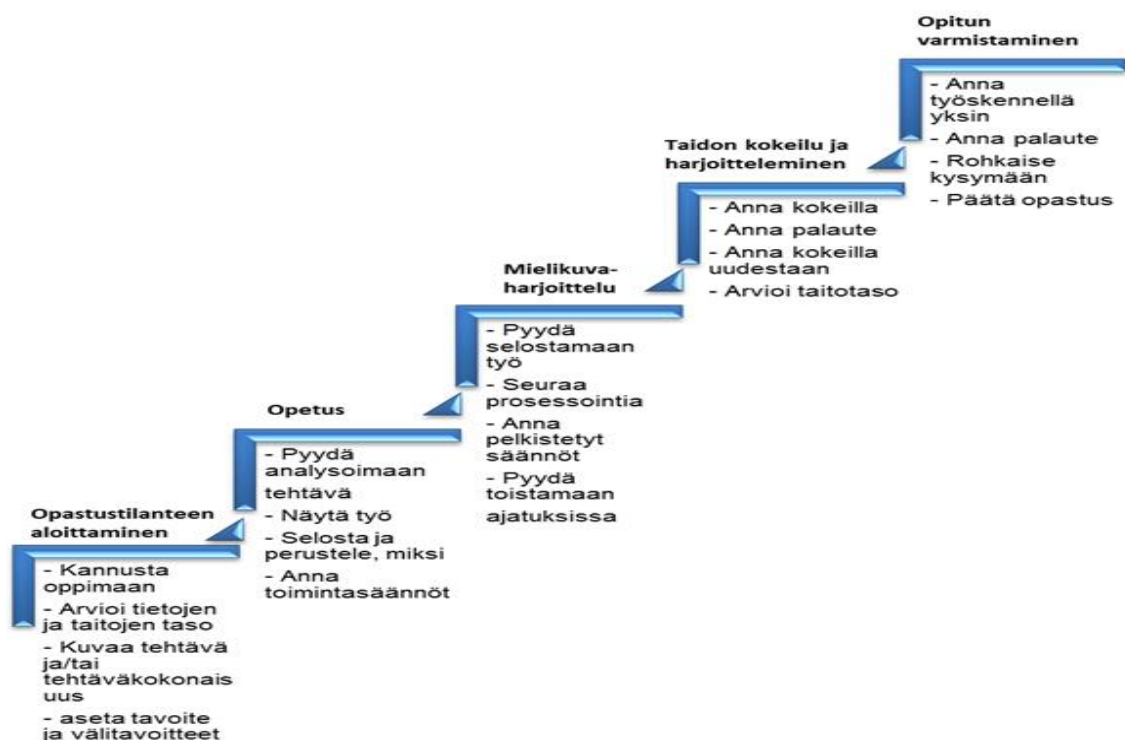 Opastustilanteen
aloittaminen
- Kannusta
oppimaan
- Arvioi tietojen
ja taitojen taso
- Kuvaa tehtävä
ja/tai
tehtäväkokonais
uus
- aseta tavoite
ja välitavoitteet
Opetus
- Pyydä
analysoimaan
tehtävä
- Näytä työ
- Selosta ja
perustele, miksi
- Anna
toimintasäännöt
Mielikuva-
harjoittelu
- Pyydä
selostamaan
työ
- Seuraa
prosessointia
- Anna
pelkistetyt
säännöt
- Pyydä
toistamaan
ajatuksissa
Taidon kokeilu ja
harjoitteleminen
- Anna kokeilla
- Anna palaute
- Anna kokeilla
uudestaan
- Arvioi taitotaso
Opitun
varmistaminen
- Anna
työskennellä
yksin
- Anna palaute
- Rohkaise
kysymään
- Päätä opastus